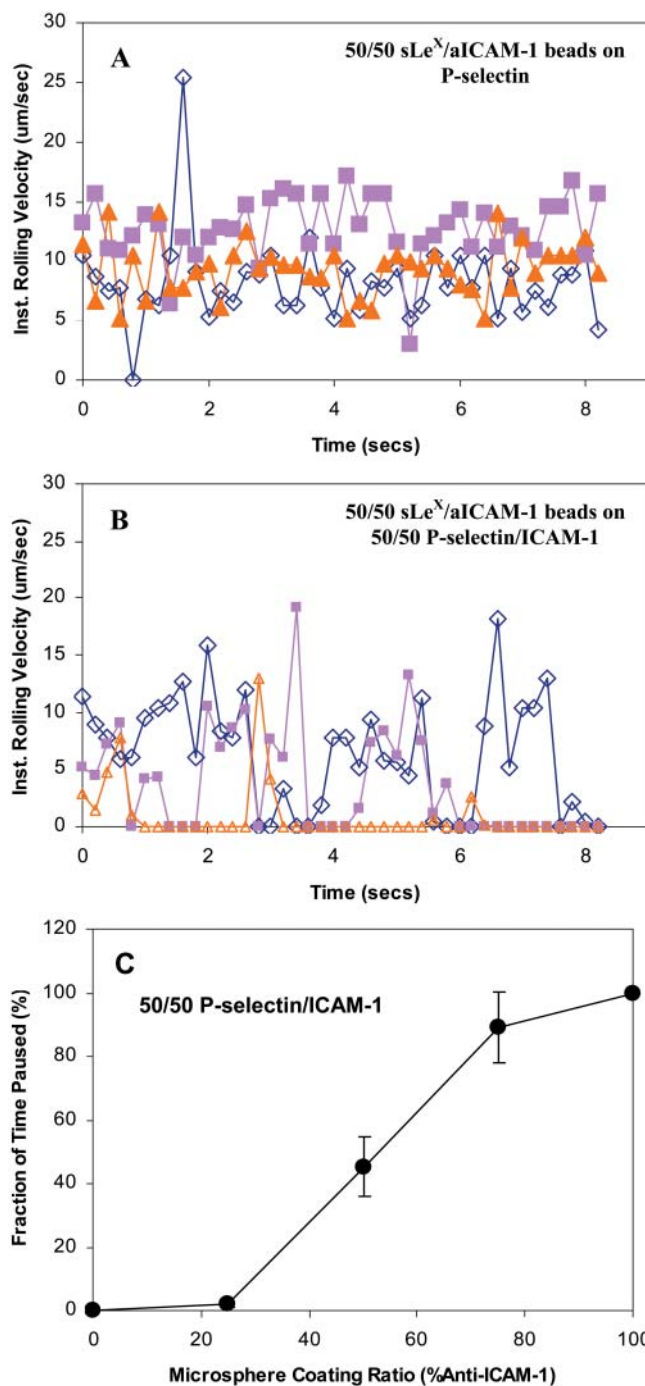 A
50/50 sLeX/aICAM-1 beads on
P-selectin
Inst. Rolling Velocity (um/sec)
30
25
20
15
10
5
0
0 2 4 6 8
Time (secs)
B
50/50 sLeX/aICAM-1 beads on
50/50 P-selectin/ICAM-1
Inst. Rolling Velocity (um/sec)
30
25
20
15
10
5
0
0 2 4 6 8
Time (secs)
C
50/50 P-selectin/ICAM-1
Fraction of Time Paused (%)
120
100
80
60
40
20
0
0 20 40 60 80 100
Microsphere Coating Ratio (%Anti-ICAM-1)